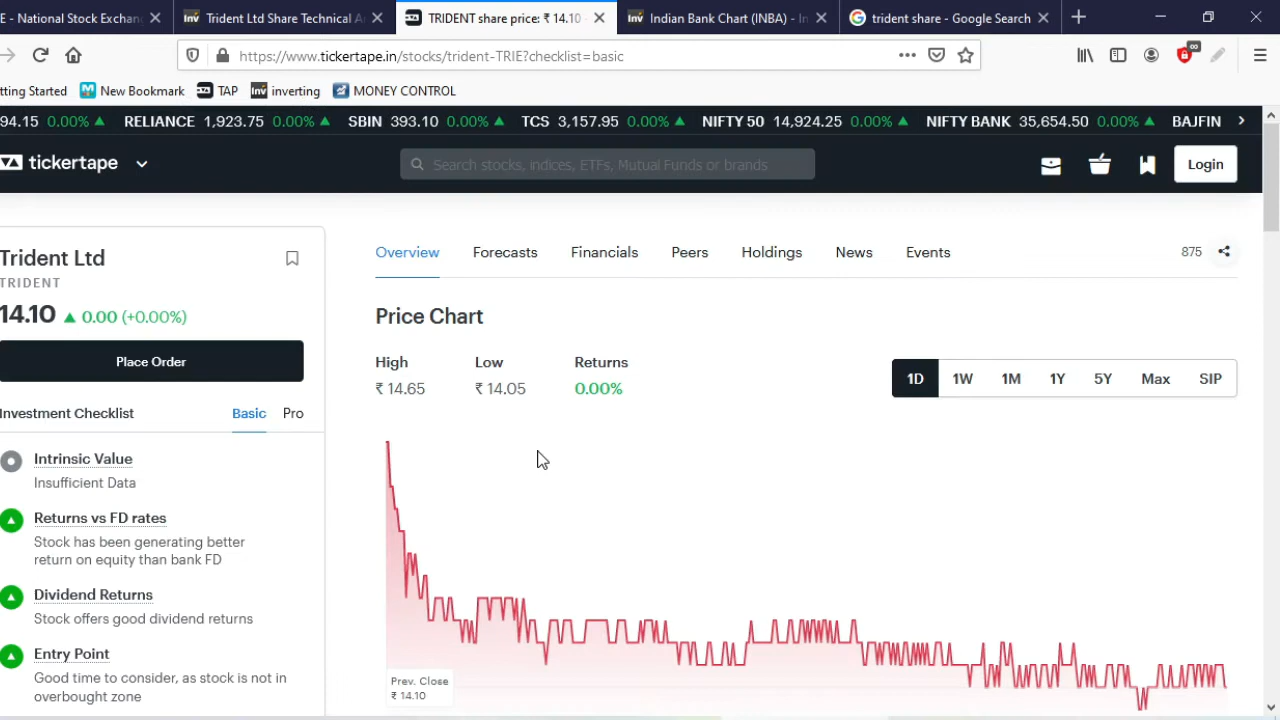 E - National Stock Exchan
Trident Ltd Share Technical A
TRIDENT share price: ₹ 14.10 -
Indian Bank Chart (INBA) - In
trident share - Google Search
https://www.tickertape.in/stocks/trident-TRIE?checklist=basic
tting Started
New Bookmark
TAP
inverting
MONEY CONTROL
94.15 0.00% ▲ RELIANCE 1,923.75 0.00% ▲ SBIN 393.10 0.00% ▲ TCS 3,157.95 0.00% ▲ NIFTY 50 14,924.25 0.00% ▲ NIFTY BANK 35,654.50 0.00% ▲ BAJFIN
tickertape
Search stocks, indices, ETFs, Mutual Funds or brands
Login
Trident Ltd
TRIDENT
14.10 ▲ 0.00 (+0.00%)
Place Order
Investment Checklist
Basic
Pro
Intrinsic Value
Insufficient Data
Returns vs FD rates
Stock has been generating better
return on equity than bank FD
Dividend Returns
Stock offers good dividend returns
Entry Point
Good time to consider, as stock is not in
overbought zone
Overview
Forecasts
Financials
Peers
Holdings
News
Events
875
Price Chart
High
Low
Returns
₹ 14.65
₹ 14.05
0.00%
1D
1W
1M
1Y
5Y
Max
SIP
Prev. Close
₹ 14.10